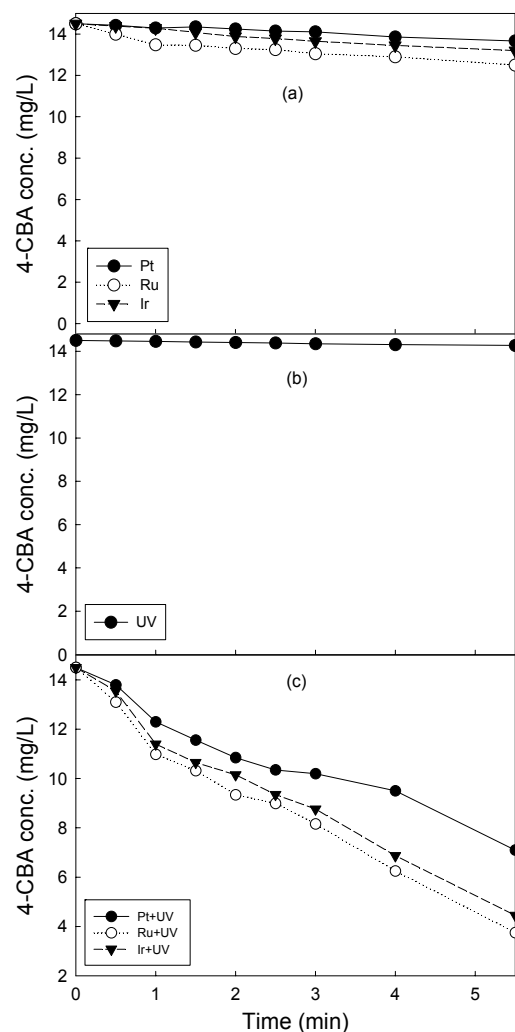 14
12
10
8
6
4
2
0
4-CBA conc. (mg/L)
(a)
Pt
Ru
Ir
14
12
10
8
6
4
2
0
4-CBA conc. (mg/L)
(b)
UV
14
12
10
8
6
4
2
4-CBA conc. (mg/L)
(c)
Pt+UV
Ru+UV
Ir+UV
0 1 2 3 4 5
Time (min)